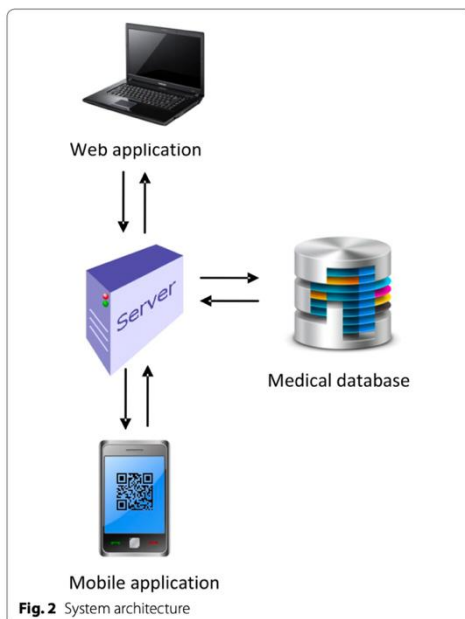 Web application
Server
Medical database
Mobile application
Fig. 2 System architecture